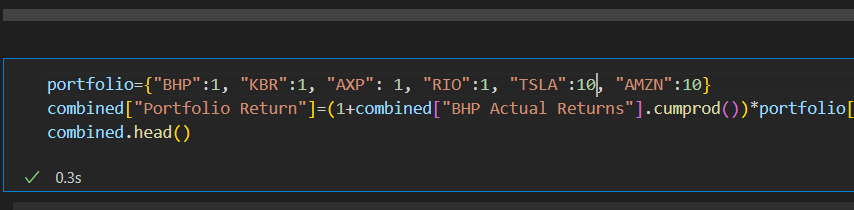 portfolio={"BHP":1, "KBR":1, "AXP": 1, "RIO":1, "TSLA":10, "AMZN":10}
combined["Portfolio Return"]=(1+combined["BHP Actual Returns"].cumprod())*portfolio[
combined.head()
0.3s